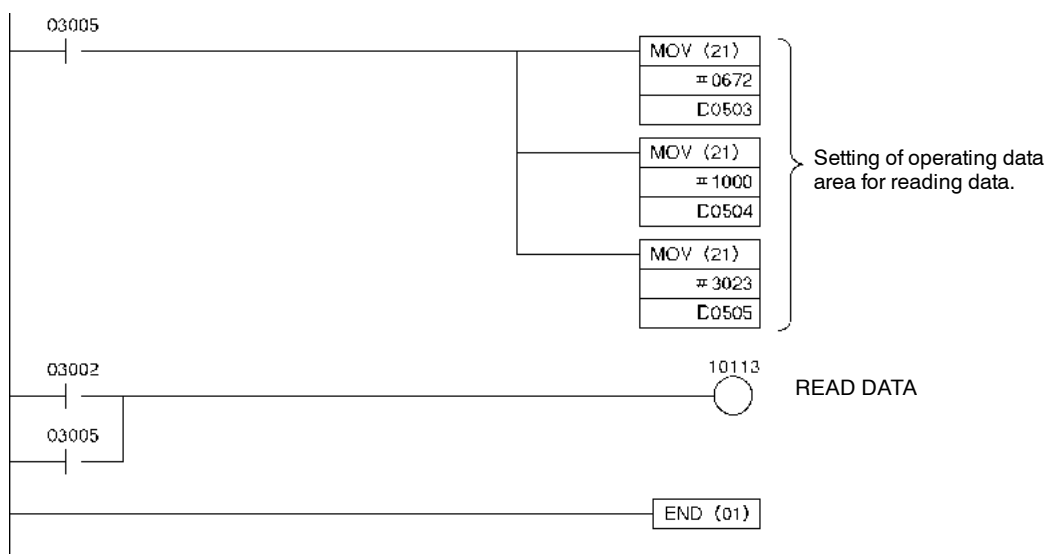 03005
MOV (21)
#0672
D0503
MOV (21)
#1000
D0504
MOV (21)
#3023
D0505
Setting of operating data
area for reading data.
03002
10113
READ DATA
03005
END (01)